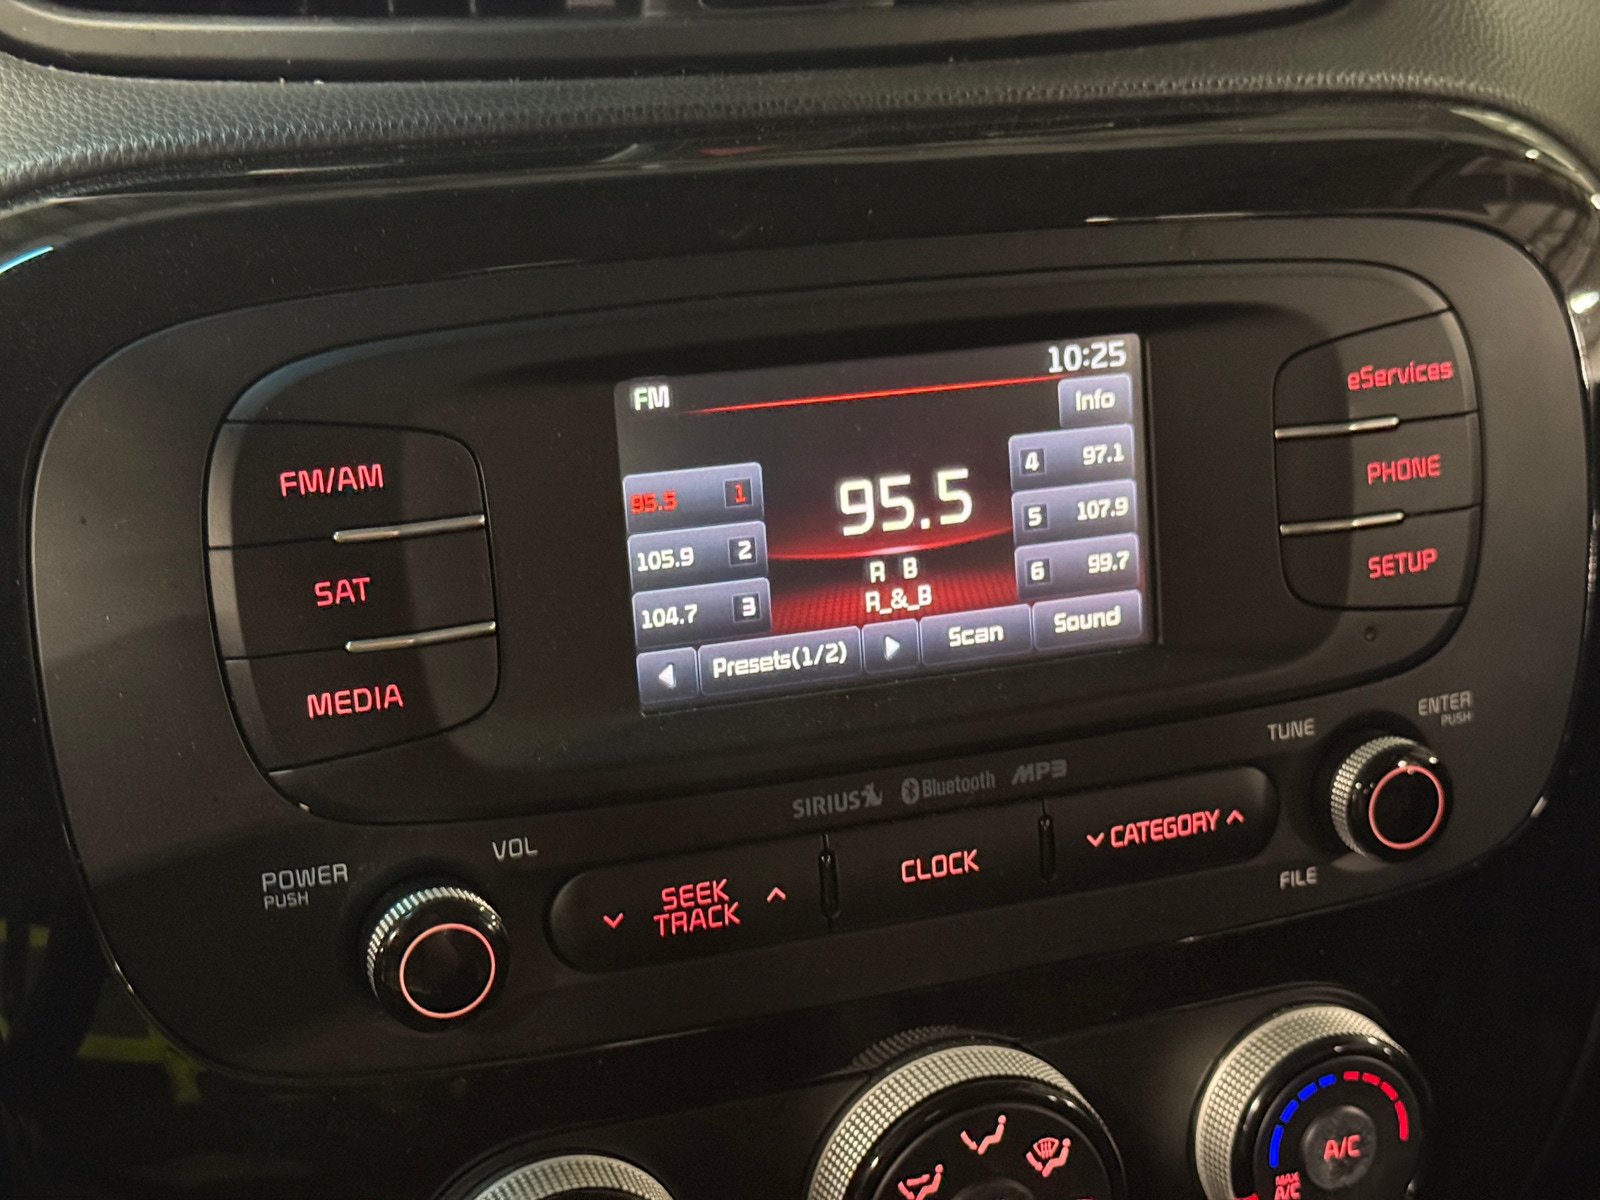 10:25
FM
Info
95.5 1
105.9 2
104.7 3
95.5
R B
R_&_B
4 97.1
5 107.9
6 99.7
Presets(1/2)
Scan
Sound
FM/AM
SAT
MEDIA
eServices
PHONE
SETUP
SIRIUS Bluetooth MP3
POWER
PUSH
VOL
SEEK
TRACK
CLOCK
CATEGORY
TUNE
FILE
ENTER
PUSH
A/C
MAX
A/C